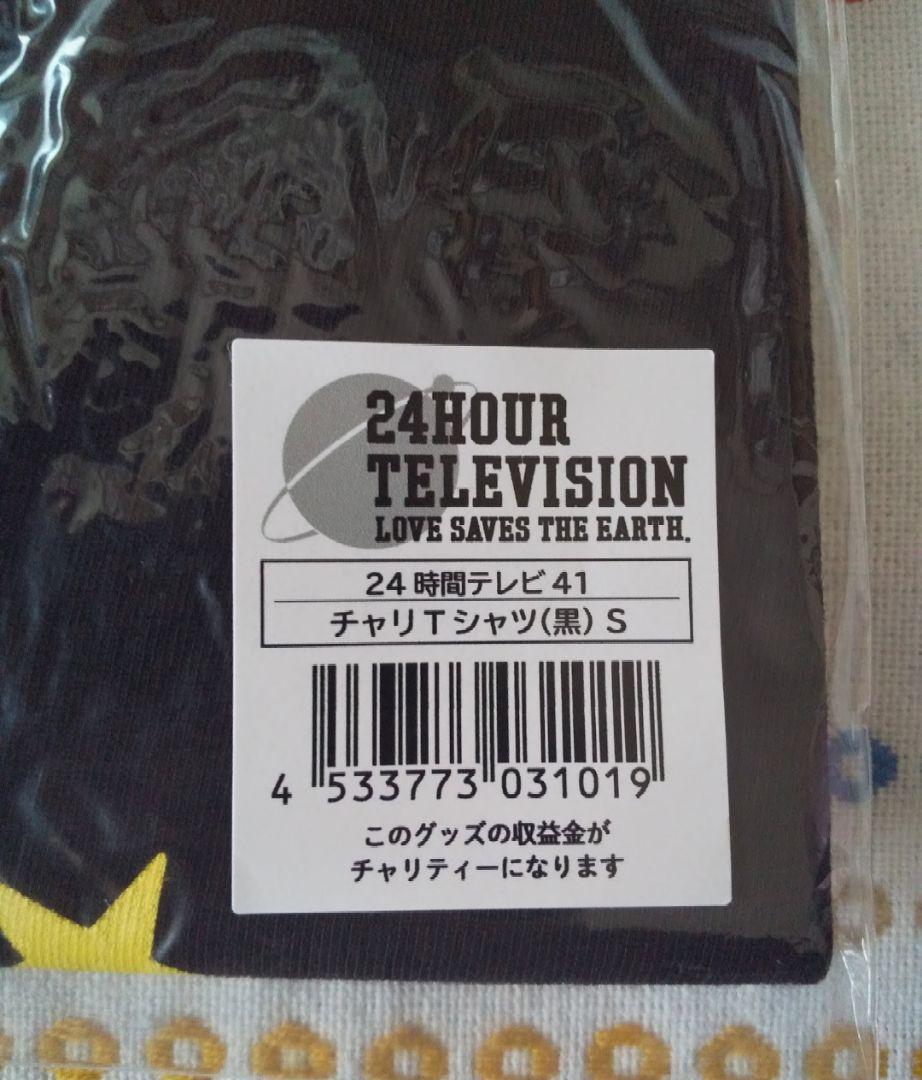 24HOUR
TELEVISION
LOVE SAVES THE EARTH.
24時間テレビ41
チャリTシャツ(黒) S
4 533773 031019
このグッズの収益金が
チャリティーになります